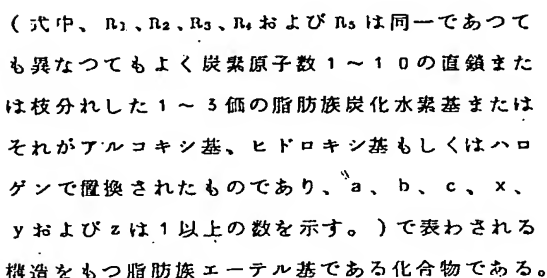 （式中、R₁、R₂、R₃、R₄およびR₅は同一であつて
も異なつてもよく炭素原子数1～10の直鎖また
は枝分れした1～3価の脂肪族炭化水素基または
それがアルコキシ基、ヒドロキシ基もしくはハロ
ゲンで置換されたものであり、a、b、c、x、
yおよびzは1以上の数を示す。）で表わされる
構造をもつ脂肪族エーテル基である化合物である。